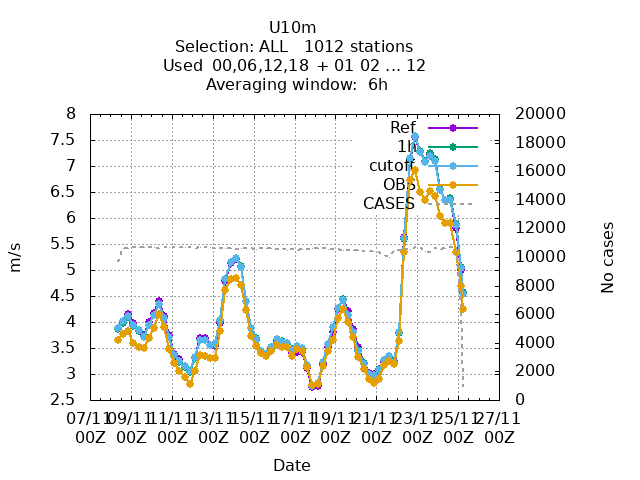 U10m
Selection: ALL   1012 stations
Used  00,06,12,18 + 01 02 ... 12
Averaging window:  6h
8 20000
7.5 18000
7 16000
6.5 14000
6 12000
5.5 10000
5 8000
4.5 6000
4 4000
3.5 2000
3 0
2.5
m/s
No cases
Ref
1h
cutoff
OBS
CASES
07/11 09/11 11/11 13/11 15/11 17/11 19/11 21/11 23/11 25/11 27/11
00Z 00Z 00Z 00Z 00Z 00Z 00Z 00Z 00Z 00Z 00Z
Date